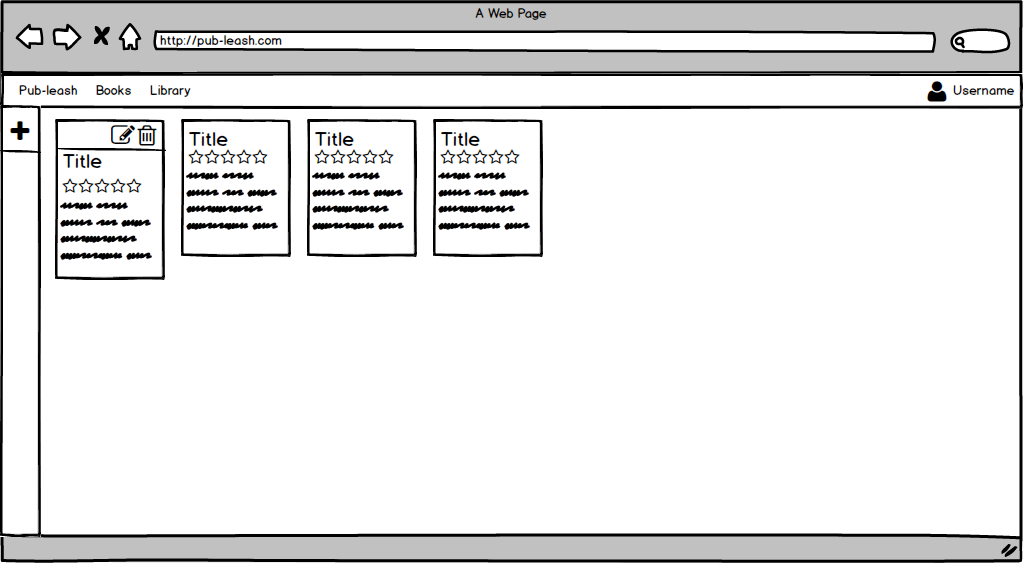 A Web Page
http://pub-leash.com
Pub-leash Books Library Username
Title
Title
Title
Title